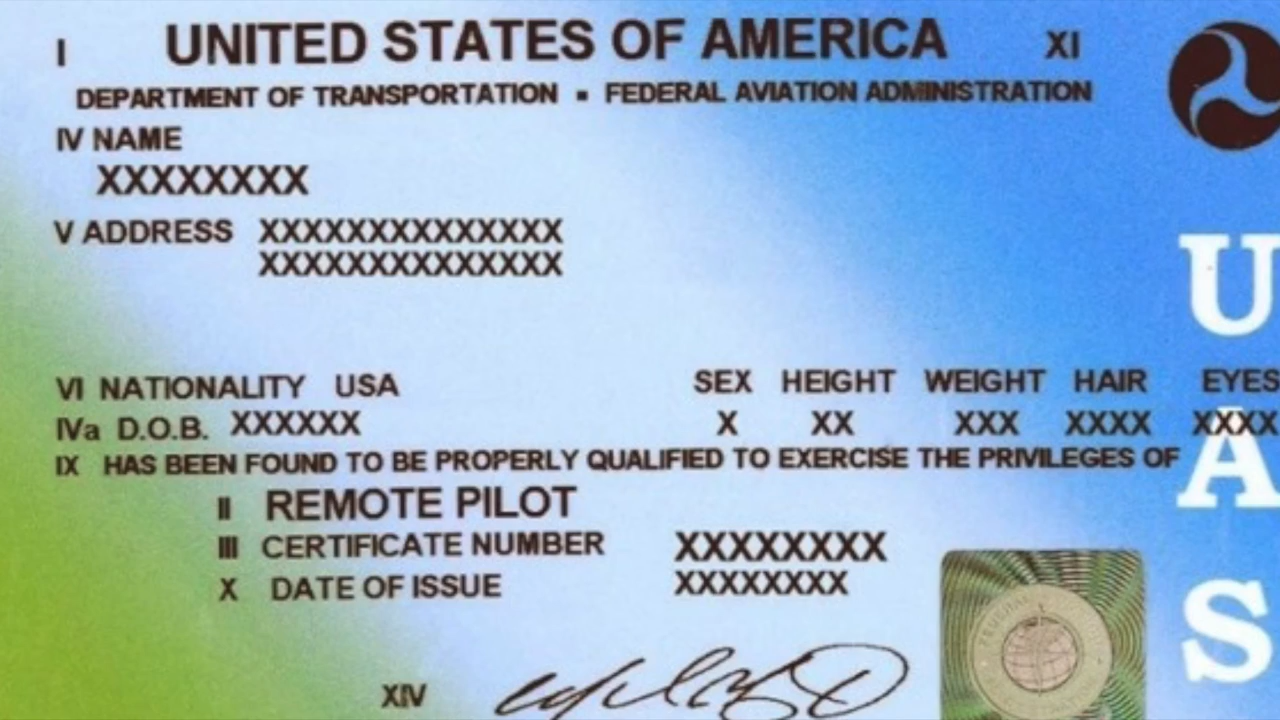 I UNITED STATES OF AMERICA XI
DEPARTMENT OF TRANSPORTATION ▪ FEDERAL AVIATION ADMINISTRATION
IV NAME
XXXXXXXX
V ADDRESS XXXXXXXXXXXXXX
XXXXXXXXXXXXXX
VI NATIONALITY USA SEX HEIGHT WEIGHT HAIR EYES
IVa D.O.B. XXXXXX X XX XXX XXXX XXXX
IX HAS BEEN FOUND TO BE PROPERLY QUALIFIED TO EXERCISE THE PRIVILEGES OF
II REMOTE PILOT
III CERTIFICATE NUMBER XXXXXXXX
X DATE OF ISSUE XXXXXXXX
XIV
UAS